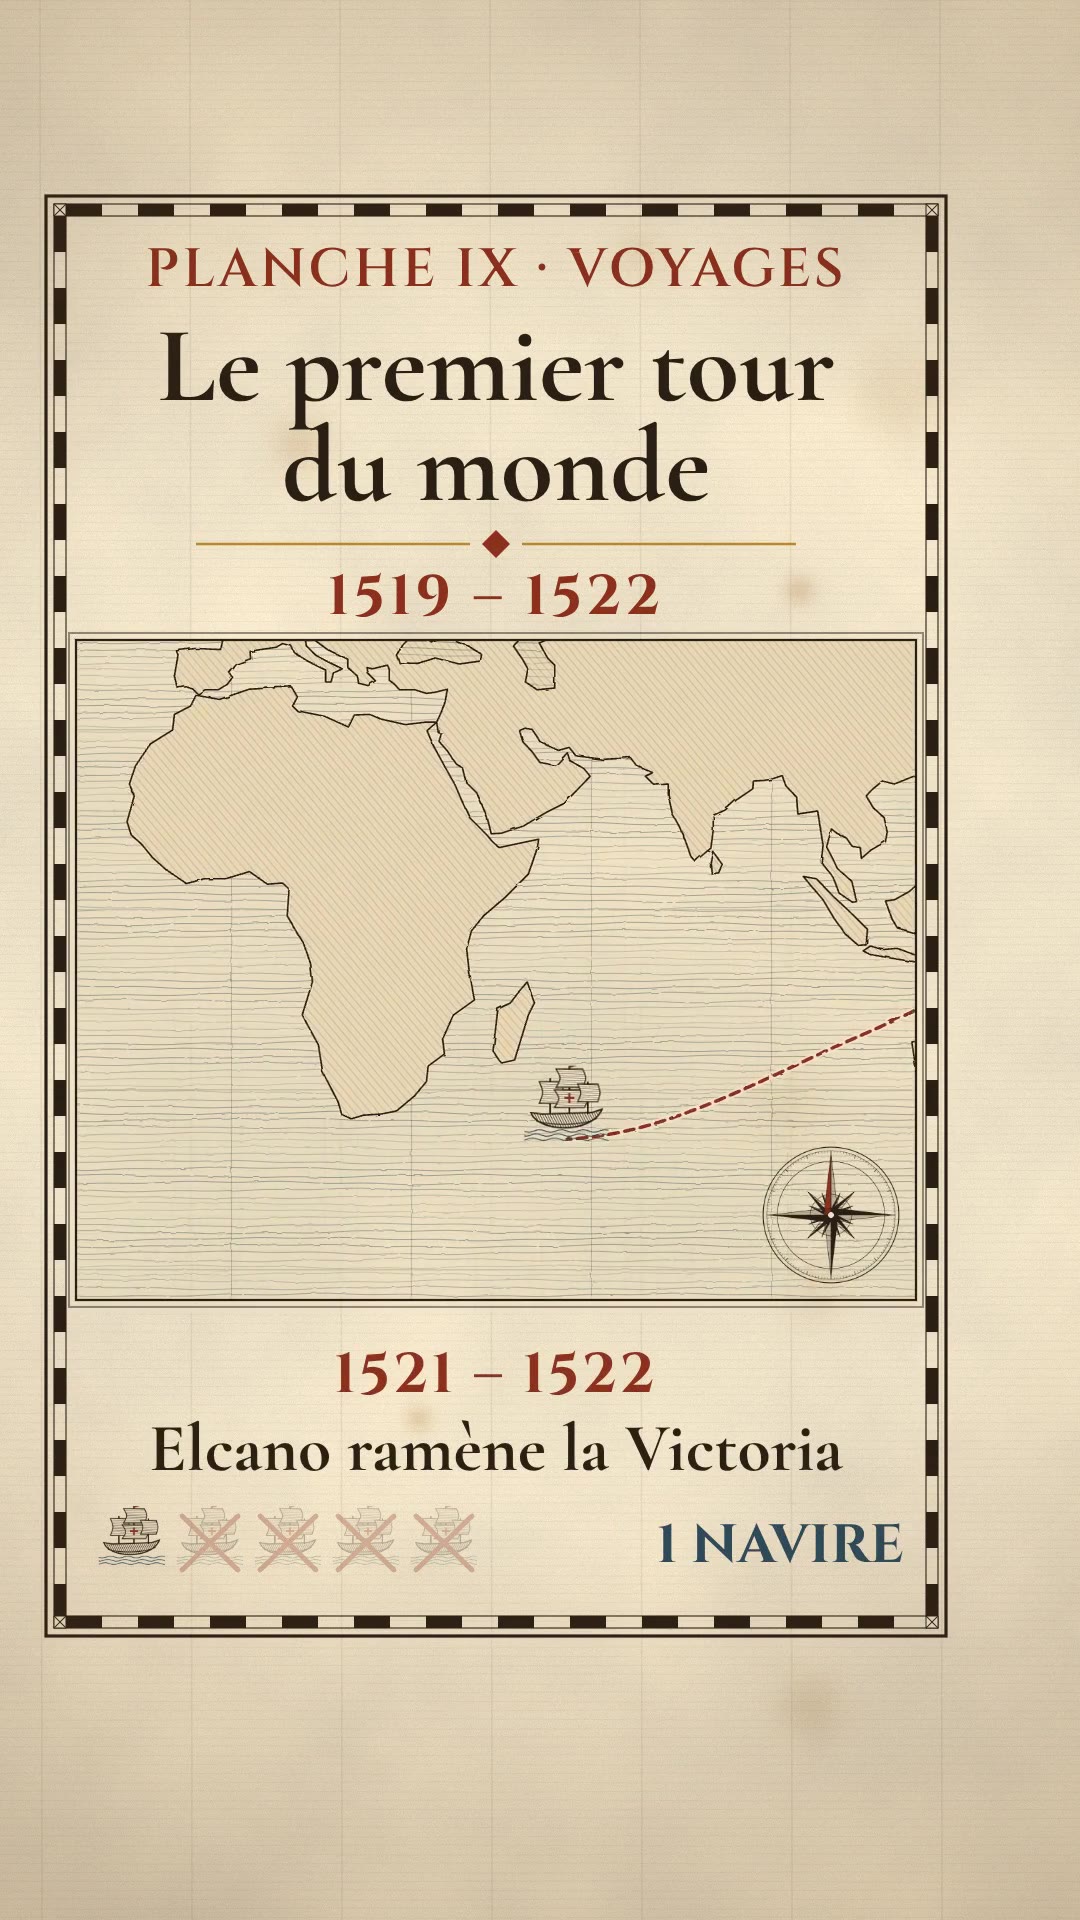 PLANCHE IX · VOYAGES
Le premier tour
du monde
1519 – 1522
1521 – 1522
Elcano ramène la Victoria
1 NAVIRE